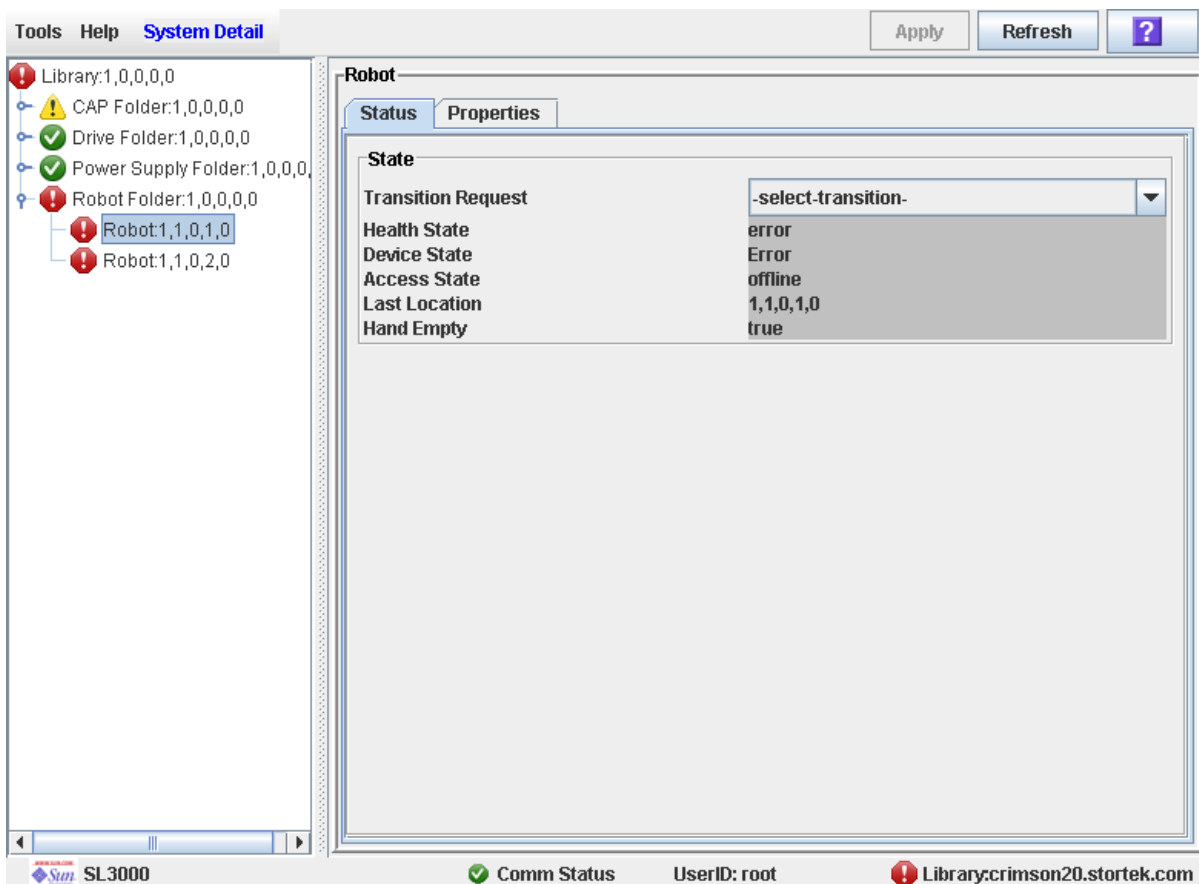 Tools Help System Detail Apply Refresh ?
Library:1,0,0,0,0
CAP Folder:1,0,0,0,0
Drive Folder:1,0,0,0,0
Power Supply Folder:1,0,0,0,
Robot Folder:1,0,0,0,0
Robot:1,1,0,1,0
Robot:1,1,0,2,0
Robot
Status Properties
State
Transition Request -select-transition-
Health State error
Device State Error
Access State offline
Last Location 1,1,0,1,0
Hand Empty true
www.sun.com
Sun SL3000 Comm Status UserID: root Library:crimson20.stortek.com